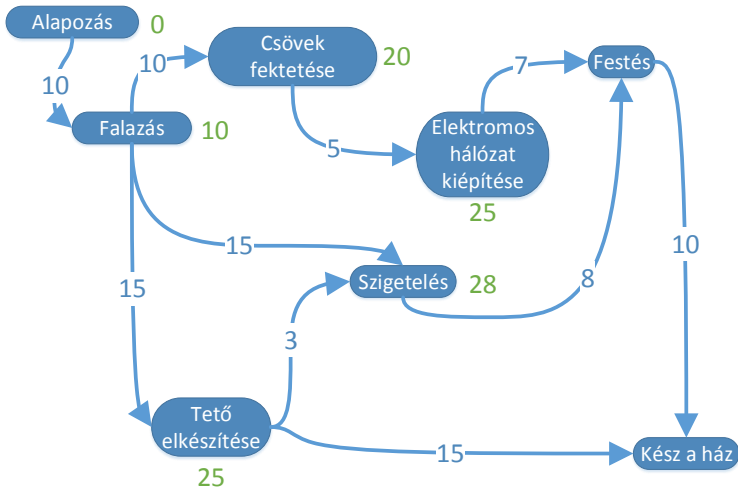 Alapozás
0
10
Falazás
10
10
Csövek
fektetése
20
5
Elektromos
hálózat
kiépítése
25
7
Festés
15
Szigetelés
28
8
10
15
3
Tető
elkészítése
25
15
Kész a ház